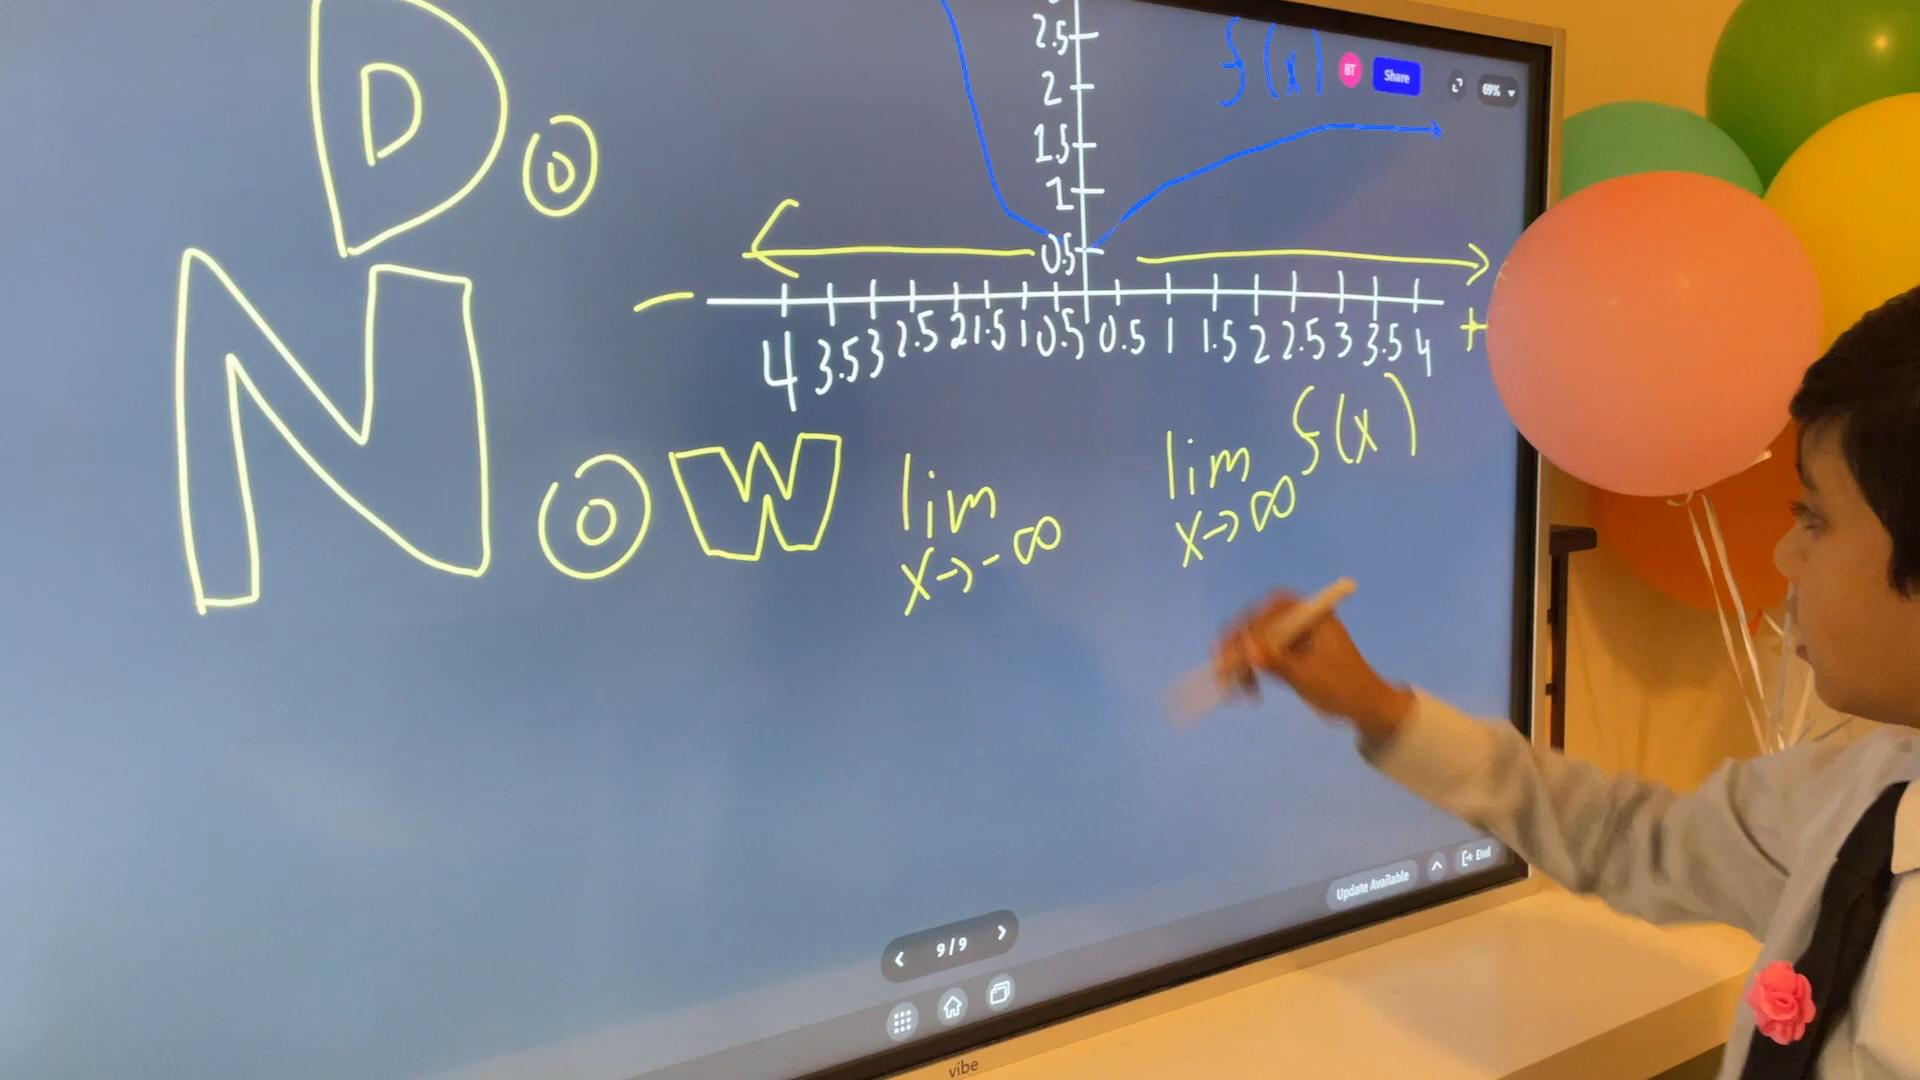 2.5
f(x)
BT
Share
69%
2
1.5
1
0.5
DO
NOW
-
4 3.5 3 2.5 2 1.5 1 0.5 0.5 1 1.5 2 2.5 3 3.5 4
+
lim
x→-∞
lim f(x)
x→∞
Update Available
End
9/9
vibe